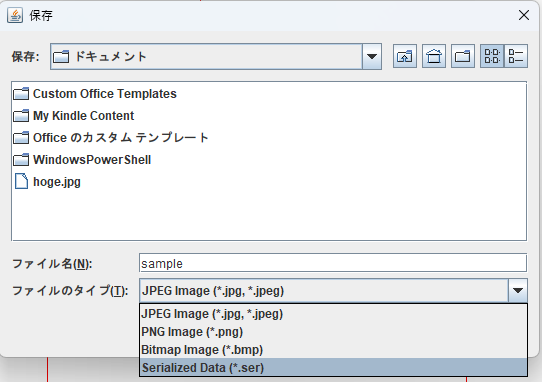 保存
保存: ドキュメント
Custom Office Templates
My Kindle Content
Office のカスタム テンプレート
WindowsPowerShell
hoge.jpg
ファイル名(N): sample
ファイルのタイプ(T): JPEG Image (*.jpg, *.jpeg)
JPEG Image (*.jpg, *.jpeg)
PNG Image (*.png)
Bitmap Image (*.bmp)
Serialized Data (*.ser)